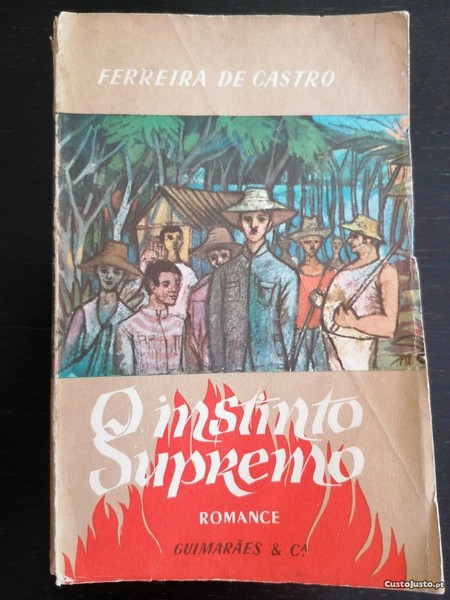 FERREIRA DE CASTRO
O instinto
Supremo
ROMANCE
GUIMARÃES & C.ª
CustoJusto.pt